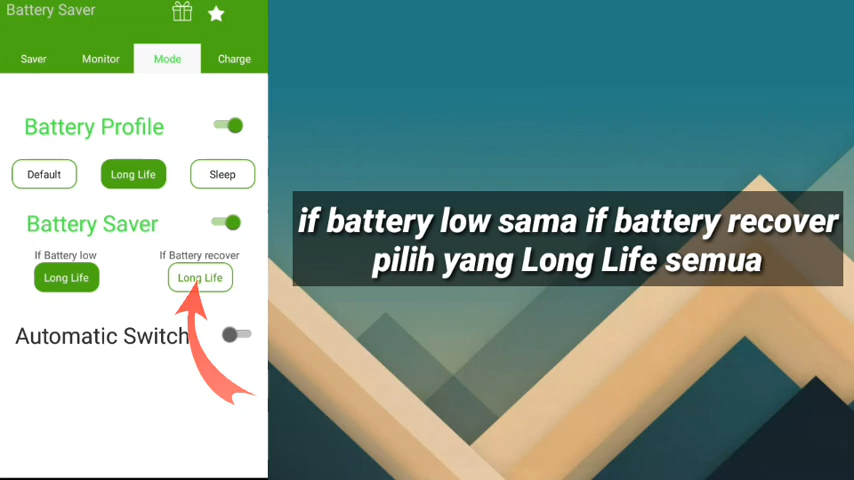 Battery Saver
Saver Monitor Mode Charge
Battery Profile
Default Long Life Sleep
Battery Saver
If Battery low If Battery recover
Long Life Long Life
Automatic Switch
if battery low sama if battery recover
pilih yang Long Life semua